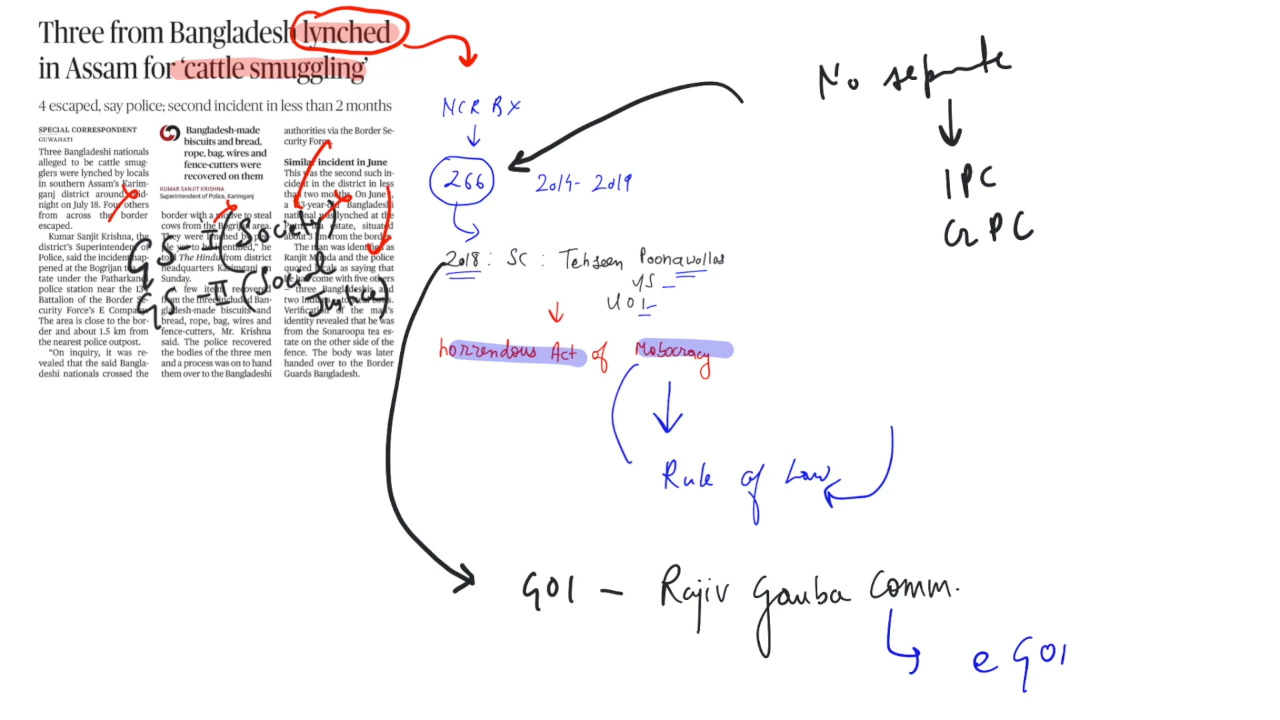 Three from Bangladesh lynched
in Assam for 'cattle smuggling'
4 escaped, say police; second incident in less than 2 months
SPECIAL CORRESPONDENT
GUWAHATI
Three Bangladeshi nationals
alleged to be cattle smug-
glers were lynched by locals
in southern Assam's Karim-
ganj district around mid-
night on July 18. Four others
from across the border
escaped.
Kumar Sanjit Krishna, the
district's Superintendent of
Police, said the incident hap-
pened at the Bogrijan tea es-
tate under the Patharkandi
police station near the 13
Battalion of the Border Se-
curity Force's E Company.
The area is close to the bor-
der and about 1.5 km from
the nearest police outpost.
"On inquiry, it was re-
vealed that the said Bangla-
deshi nationals crossed the
Bangladesh-made
biscuits and bread,
rope, bag, wires and
fence-cutters were
recovered on them
KUMAR SANJIT KRISHNA
Superintendent of Police, Karimganj
border with a motive to steal
cows from the Bogrijan area.
They were lynched by
yet to be identified," he
told The Hindu from district
headquarters Karimganj on
Sunday.
A few items recovered
from the three included Ban-
gladesh-made biscuits and
bread, rope, bag, wires and
fence-cutters, Mr. Krishna
said. The police recovered
the bodies of the three men
and a process was on to hand
them over to the Bangladeshi
authorities via the Border Se-
curity Force.
Similar incident in June
This was the second such in-
cident in the district in less
than two months. On June 1,
a 43-year-old Bangladeshi
national was lynched at the
estate, situated
about 3 km from the border.
The man was identified as
Ranjit Munda and the police
quoted locals as saying that
he had come with five others
from Bangladesh and
two Indians to steal cows.
Verification of the man's
identity revealed that he was
from the Sonaroopa tea es-
tate on the other side of the
fence. The body was later
handed over to the Border
Guards Bangladesh.
GS-I (Society)
GS-I (Social
Justice)
NCRB x
266
2014-2019
2018: SC: Tehseen Poonawallas
VS
UOI
horrendous Act of Mobocracy
Rule of Law
No separate
IPC
CrPC
GOI - Rajiv Gauba Comm.
e GOI